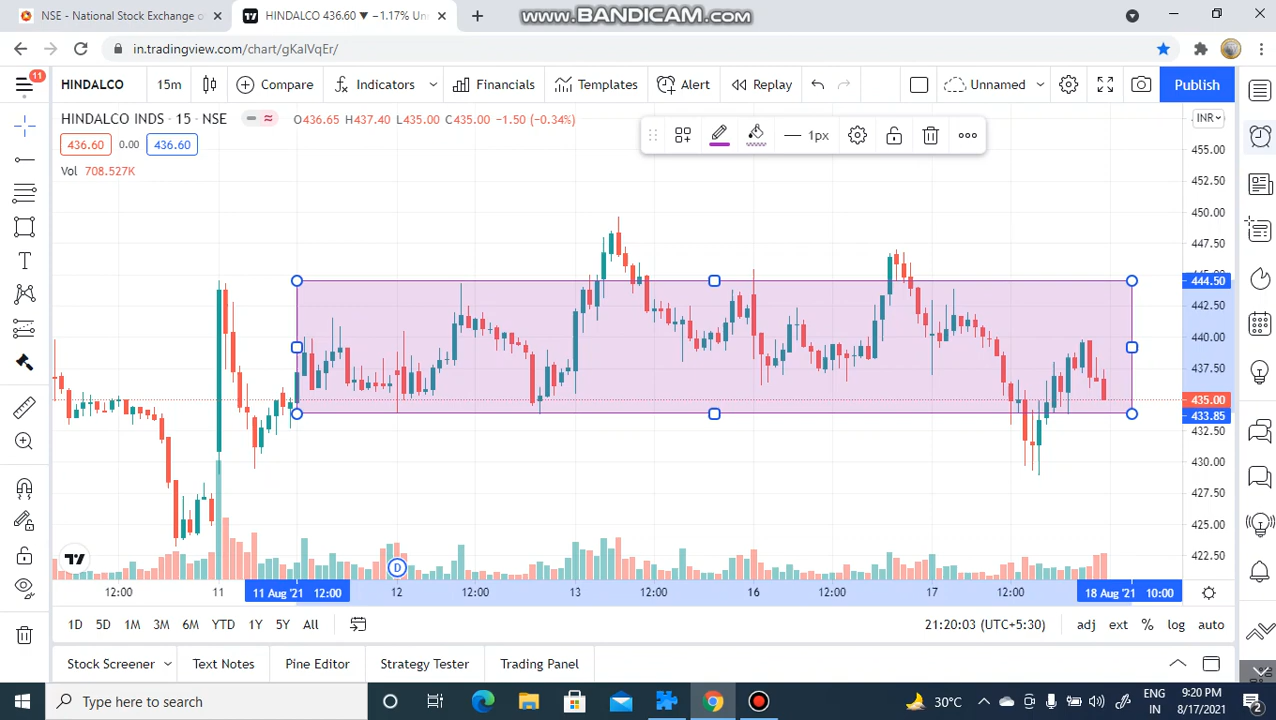 NSE - National Stock Exchange o
HINDALCO 436.60 ▼ −1.17% Un
www.BANDICAM.com
in.tradingview.com/chart/gKaIVqEr/
11
HINDALCO
15m
Compare
Indicators
Financials
Templates
Alert
Replay
Unnamed
Publish
HINDALCO INDS · 15 · NSE
O436.65 H437.40 L435.00 C435.00 −1.50 (−0.34%)
436.60
0.00
436.60
Vol 708.527K
1px
INR
455.00
452.50
450.00
447.50
444.50
442.50
440.00
437.50
435.00
433.85
432.50
430.00
427.50
425.00
422.50
D
12:00
11
11 Aug '21 12:00
12
12:00
13
12:00
16
12:00
17
12:00
18 Aug '21 10:00
1D
5D
1M
3M
6M
YTD
1Y
5Y
All
21:20:03 (UTC+5:30)
adj
ext
%
log
auto
Stock Screener
Text Notes
Pine Editor
Strategy Tester
Trading Panel
Type here to search
30°C
ENG
IN
9:20 PM
8/17/2021
2